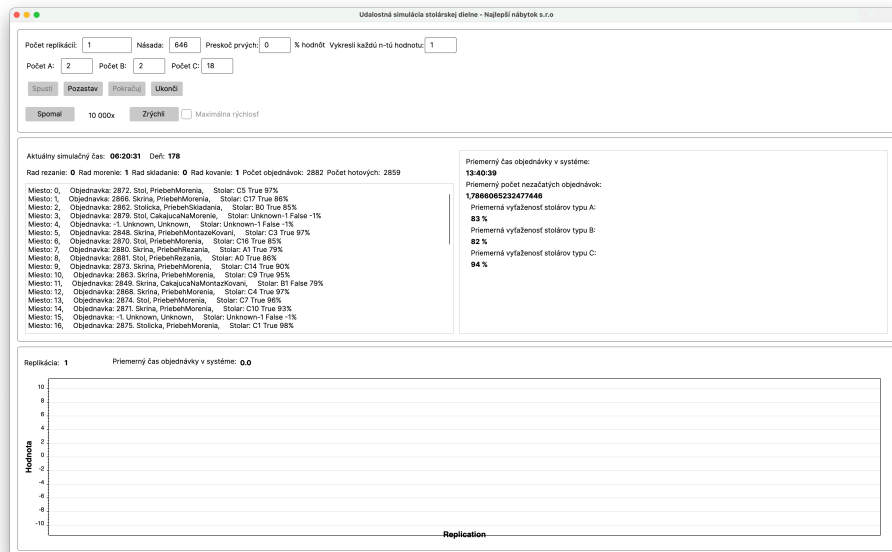 Udalostná simulácia stolárskej dielne - Najlepší nábytok s.r.o
Počet replikácií: 1 Násada: 646 Preskoč prvých: 0 % hodnôt Vykresli každú n-tú hodnotu: 1
Počet A: 2 Počet B: 2 Počet C: 18
Spusti Pozastav Pokračuj Ukonči
Spomal 10 000x Zrýchli Maximálna rýchlosť
Aktuálny simulačný čas: 06:20:31 Deň: 178
Rad rezanie: 0 Rad morenie: 1 Rad skladanie: 0 Rad kovanie: 1 Počet objednávok: 2882 Počet hotových: 2859
Miesto: 0, Objednavka: 2872. Stol, PriebehMorenia, Stolar: C5 True 97%
Miesto: 1, Objednavka: 2866. Skrina, PriebehMorenia, Stolar: C17 True 86%
Miesto: 2, Objednavka: 2862. Stolicka, PriebehSkladania, Stolar: B0 True 85%
Miesto: 3, Objednavka: 2879. Stol, CakajucaNaMorenie, Stolar: Unknown-1 False -1%
Miesto: 4, Objednavka: -1. Unknown, Unknown, Stolar: Unknown-1 False -1%
Miesto: 5, Objednavka: 2848. Skrina, PriebehMontazeKovani, Stolar: C3 True 97%
Miesto: 6, Objednavka: 2870. Stol, PriebehMorenia, Stolar: C16 True 85%
Miesto: 7, Objednavka: 2880. Skrina, PriebehRezania, Stolar: A1 True 79%
Miesto: 8, Objednavka: 2881. Stol, PriebehRezania, Stolar: A0 True 86%
Miesto: 9, Objednavka: 2873. Skrina, PriebehMorenia, Stolar: C14 True 90%
Miesto: 10, Objednavka: 2863. Skrina, PriebehMorenia, Stolar: C9 True 95%
Miesto: 11, Objednavka: 2849. Skrina, CakajucaNaMontazKovani, Stolar: B1 False 79%
Miesto: 12, Objednavka: 2868. Skrina, PriebehMorenia, Stolar: C4 True 97%
Miesto: 13, Objednavka: 2874. Stol, PriebehMorenia, Stolar: C7 True 96%
Miesto: 14, Objednavka: 2871. Skrina, PriebehMorenia, Stolar: C10 True 93%
Miesto: 15, Objednavka: -1. Unknown, Unknown, Stolar: Unknown-1 False -1%
Miesto: 16, Objednavka: 2875. Stolicka, PriebehMorenia, Stolar: C1 True 98%
Priemerný čas objednávky v systéme:
13:40:39
Priemerný počet nezačatých objednávok:
1,7866065232477446
Priemerná vyťaženosť stolárov typu A:
83 %
Priemerná vyťaženosť stolárov typu B:
82 %
Priemerná vyťaženosť stolárov typu C:
94 %
Replikácia: 1 Priemerný čas objednávky v systéme: 0.0
10
8
6
4
2
0
-2
-4
-6
-8
-10
Hodnota
Replication